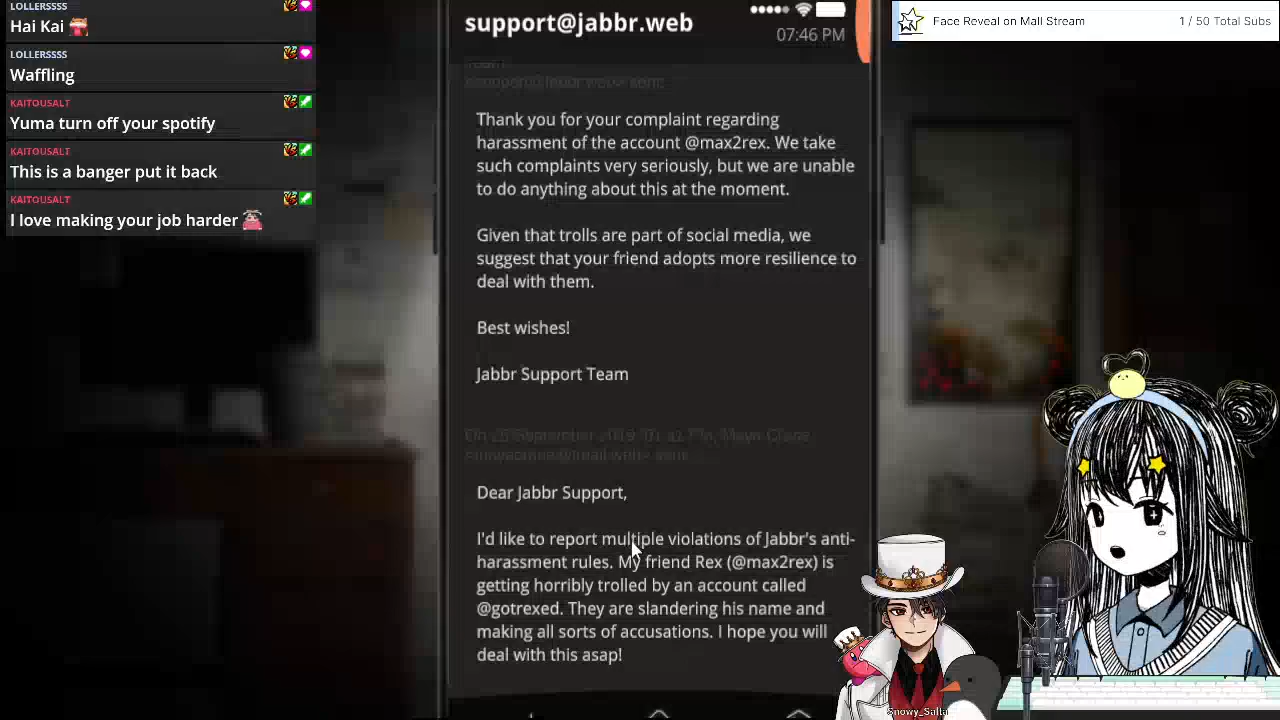 LOLLERSSSS
Hai Kai
LOLLERSSSS
Waffling
KAITOUSALT
Yuma turn off your spotify
KAITOUSALT
This is a banger put it back
KAITOUSALT
I love making your job harder
support@jabbr.web
07:46 PM
Thank you for your complaint regarding
harassment of the account @max2rex. We take
such complaints very seriously, but we are unable
to do anything about this at the moment.
Given that trolls are part of social media, we
suggest that your friend adopts more resilience to
deal with them.
Best wishes!
Jabbr Support Team
Dear Jabbr Support,
I'd like to report multiple violations of Jabbr's anti-
harassment rules. My friend Rex (@max2rex) is
getting horribly trolled by an account called
@gotrexed. They are slandering his name and
making all sorts of accusations. I hope you will
deal with this asap!
Face Reveal on Mall Stream
1 / 50 Total Subs